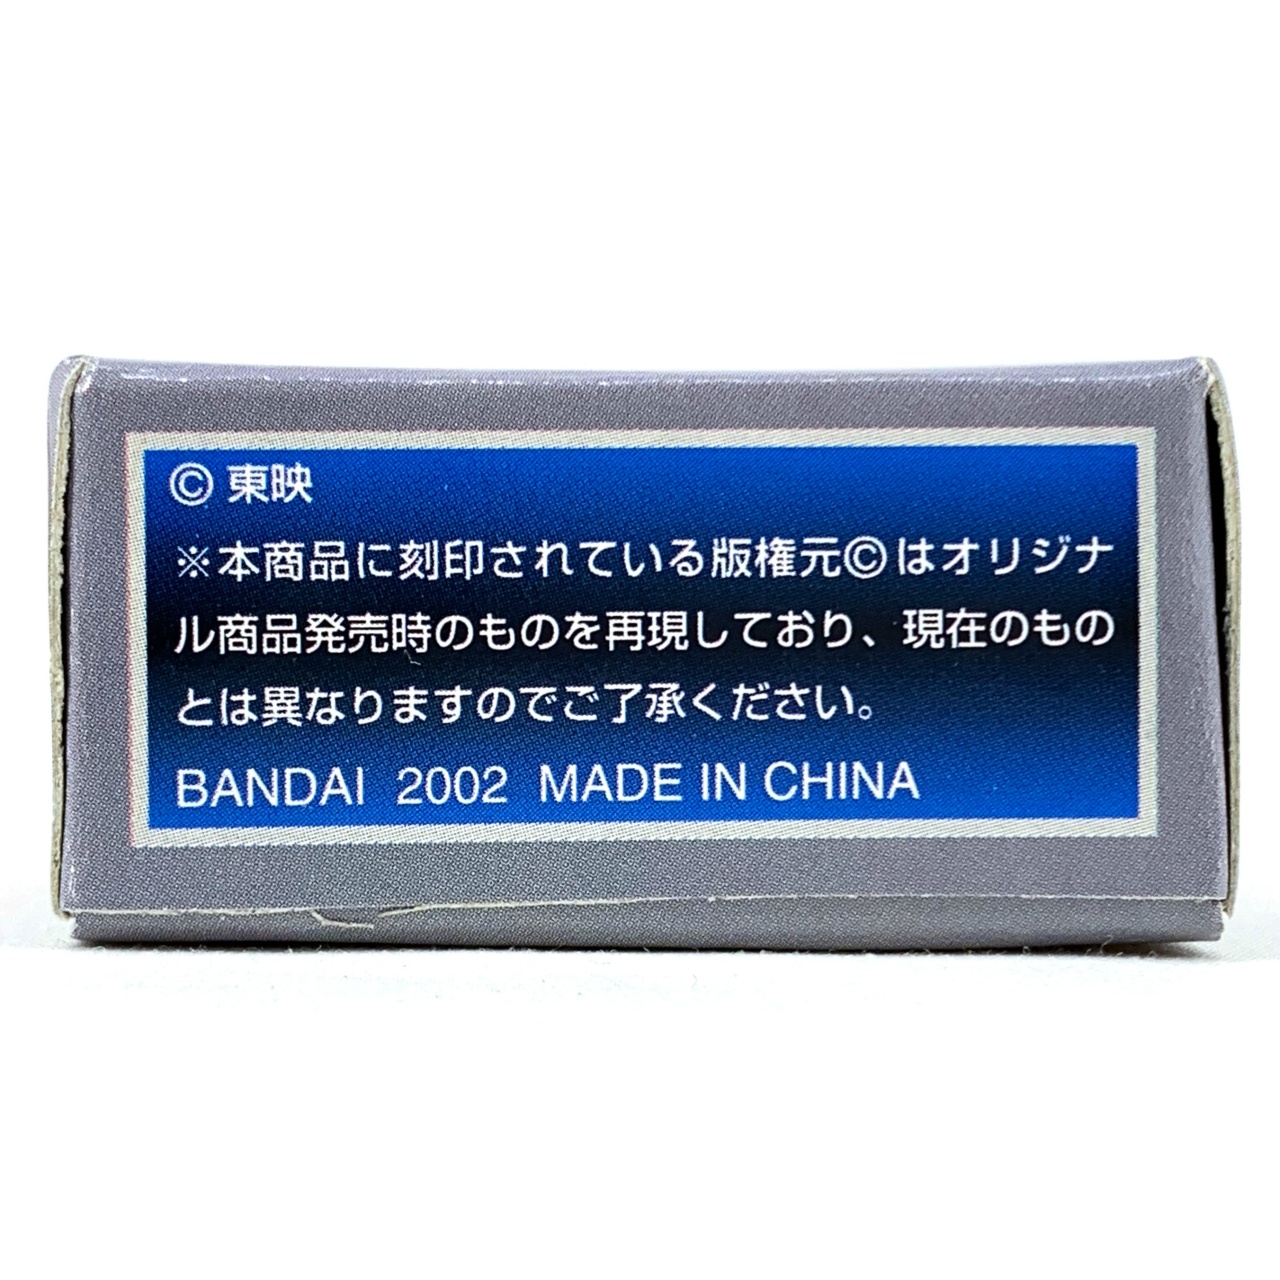 © 東映
※本商品に刻印されている版権元©はオリジナ
ル商品発売時のものを再現しており、現在のもの
とは異なりますのでご了承ください。
BANDAI 2002 MADE IN CHINA